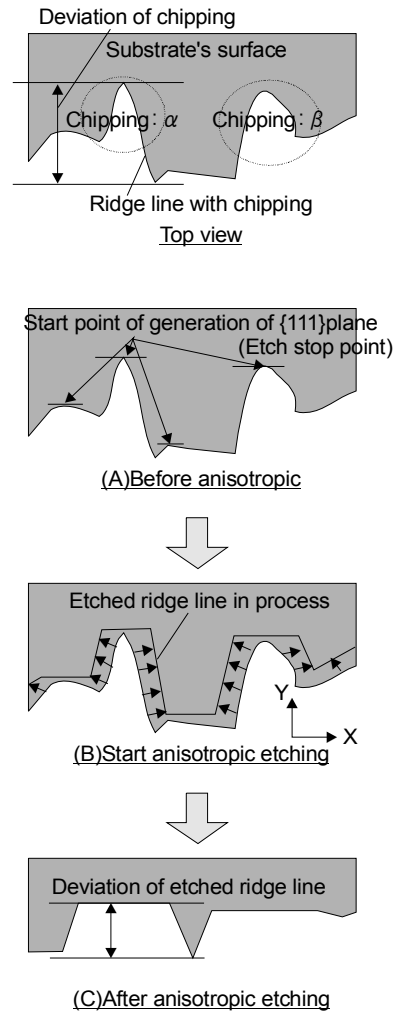 Deviation of chipping
Substrate's surface
Chipping: α
Chipping: β
Ridge line with chipping
Top view
Start point of generation of {111}plane
(Etch stop point)
(A)Before anisotropic
Etched ridge line in process
Y
X
(B)Start anisotropic etching
Deviation of etched ridge line
(C)After anisotropic etching